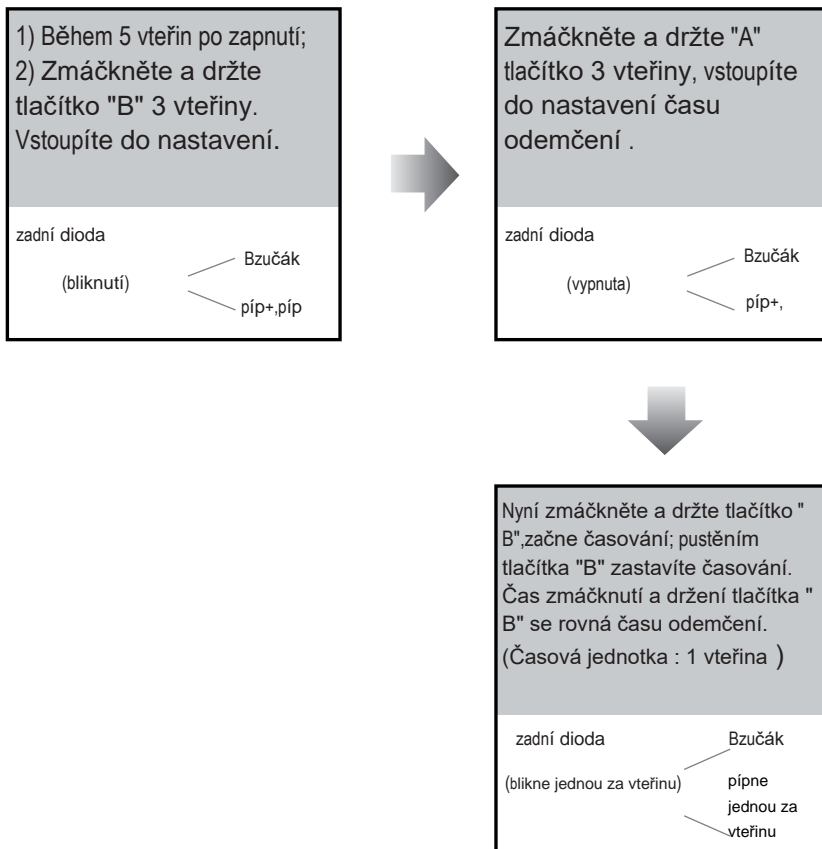 1) Během 5 vteřin po zapnutí;
2) Zmáčkněte a držte
tlačítko "B" 3 vteřiny.
Vstoupíte do nastavení.
zadní dioda
(bliknutí)
Bzučák
píp+,píp
Zmáčkněte a držte "A"
tlačítko 3 vteřiny, vstoupíte
do nastavení času
odemčení .
zadní dioda
(vypnuta)
Bzučák
píp+,
Nyní zmáčkněte a držte tlačítko "
B",začne časování; pustěním
tlačítka "B" zastavíte časování.
Čas zmáčknutí a držení tlačítka "
B" se rovná času odemčení.
(Časová jednotka : 1 vteřina )
zadní dioda
(blikne jednou za vteřinu)
Bzučák
pípne
jednou za
vteřinu